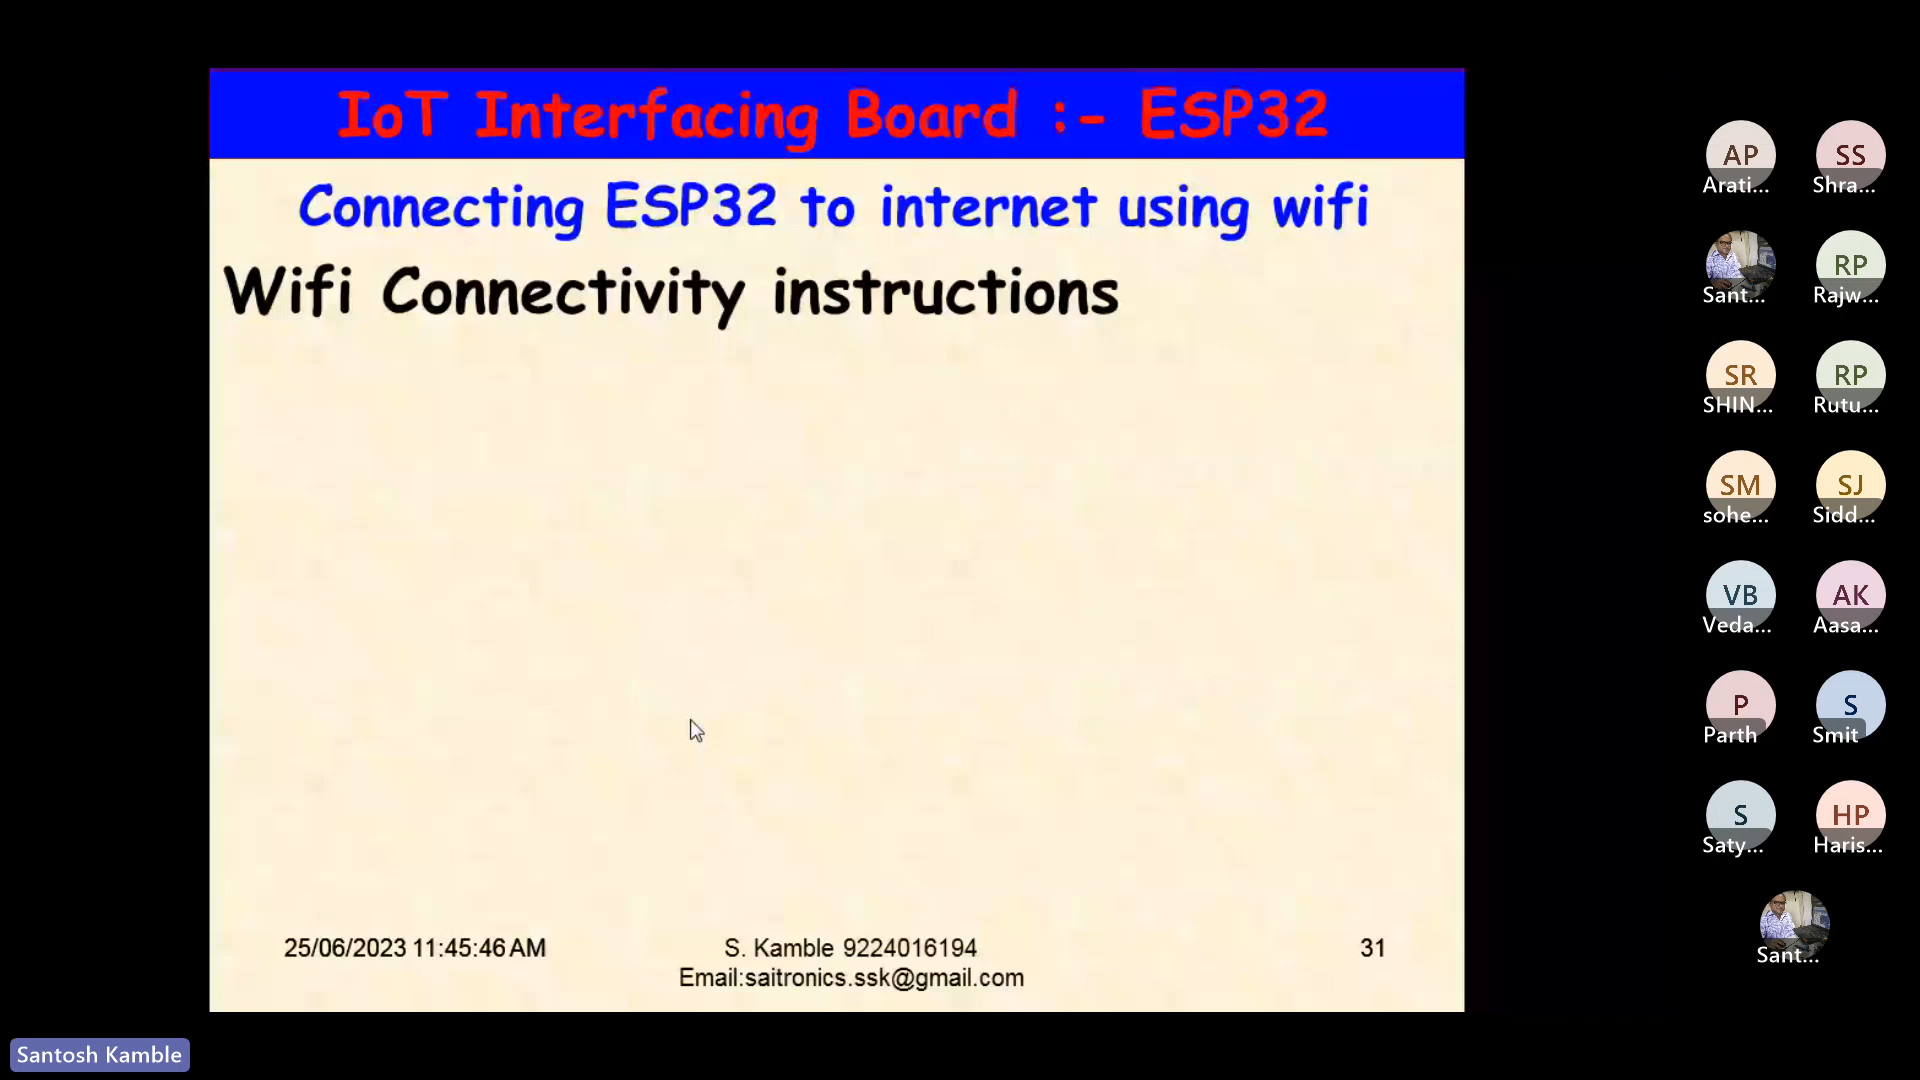 IoT Interfacing Board :- ESP32
Connecting ESP32 to internet using wifi
Wifi Connectivity instructions
25/06/2023 11:45:46 AM
S. Kamble 9224016194
Email:saitronics.ssk@gmail.com
31
AP
Arati...
SS
Shra...
Sant...
RP
Rajw...
SR
SHIN...
RP
Rutu...
SM
sohe...
SJ
Sidd...
VB
Veda...
AK
Aasa...
P
Parth
S
Smit
S
Saty...
HP
Haris...
Sant...
Santosh Kamble